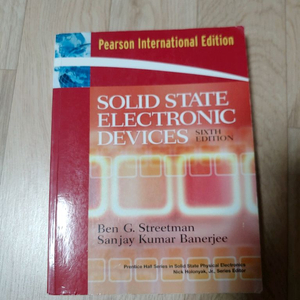 Pearson International Edition
SOLID STATE
ELECTRONIC
DEVICES SIXTH
EDITION
Ben G. Streetman
Sanjay Kumar Banerjee
Prentice Hall Series in Solid State Physical Electronics
Nick Holonyak, Jr., Series Editor